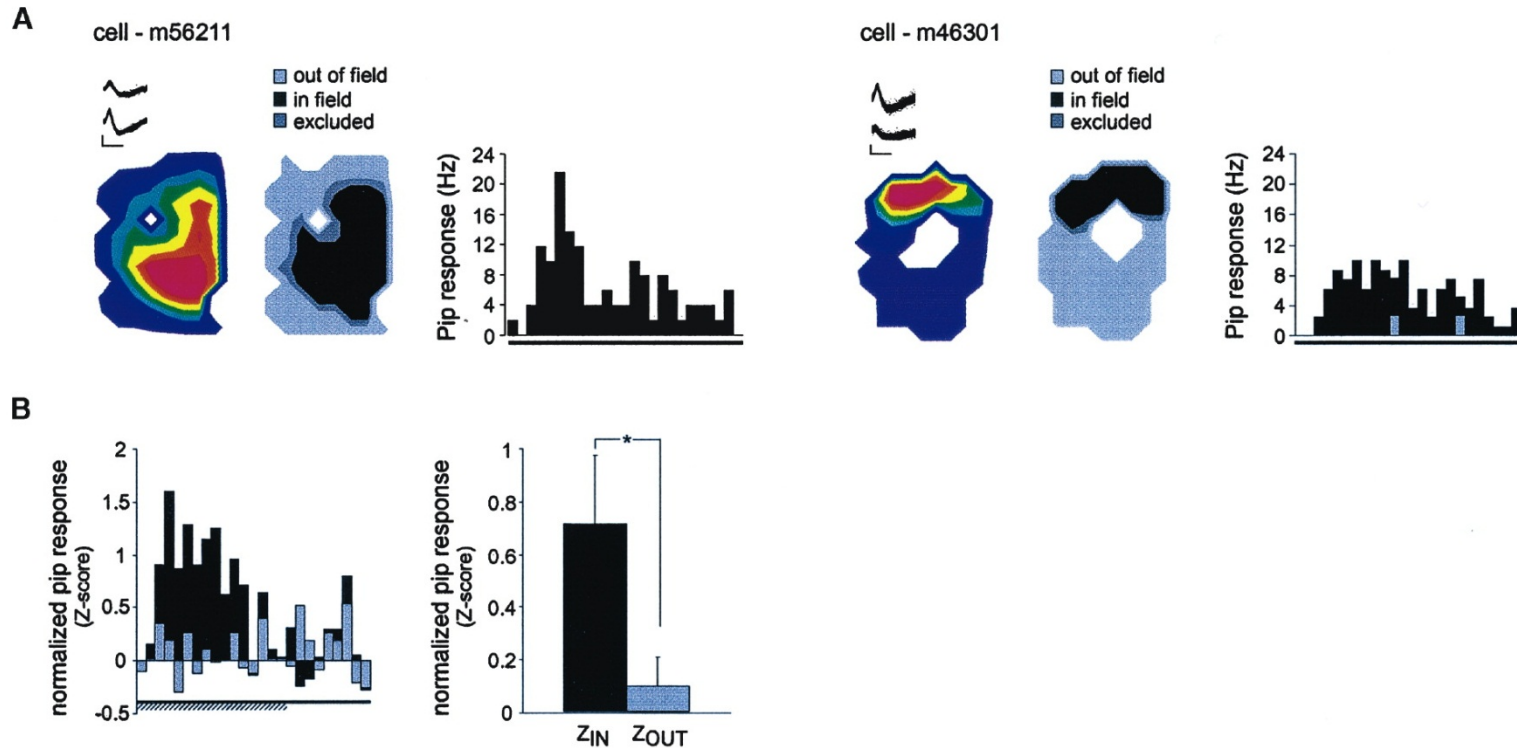 A
cell - m56211
out of field
in field
excluded
Pip response (Hz)
24
20
16
12
8
4
0
cell - m46301
out of field
in field
excluded
Pip response (Hz)
24
20
16
12
8
4
0
B
normalized pip response
(Z-score)
2
1.5
1
0.5
0
-0.5
normalized pip response
(Z-score)
1
0.8
0.6
0.4
0.2
0
*
ZIN
ZOUT